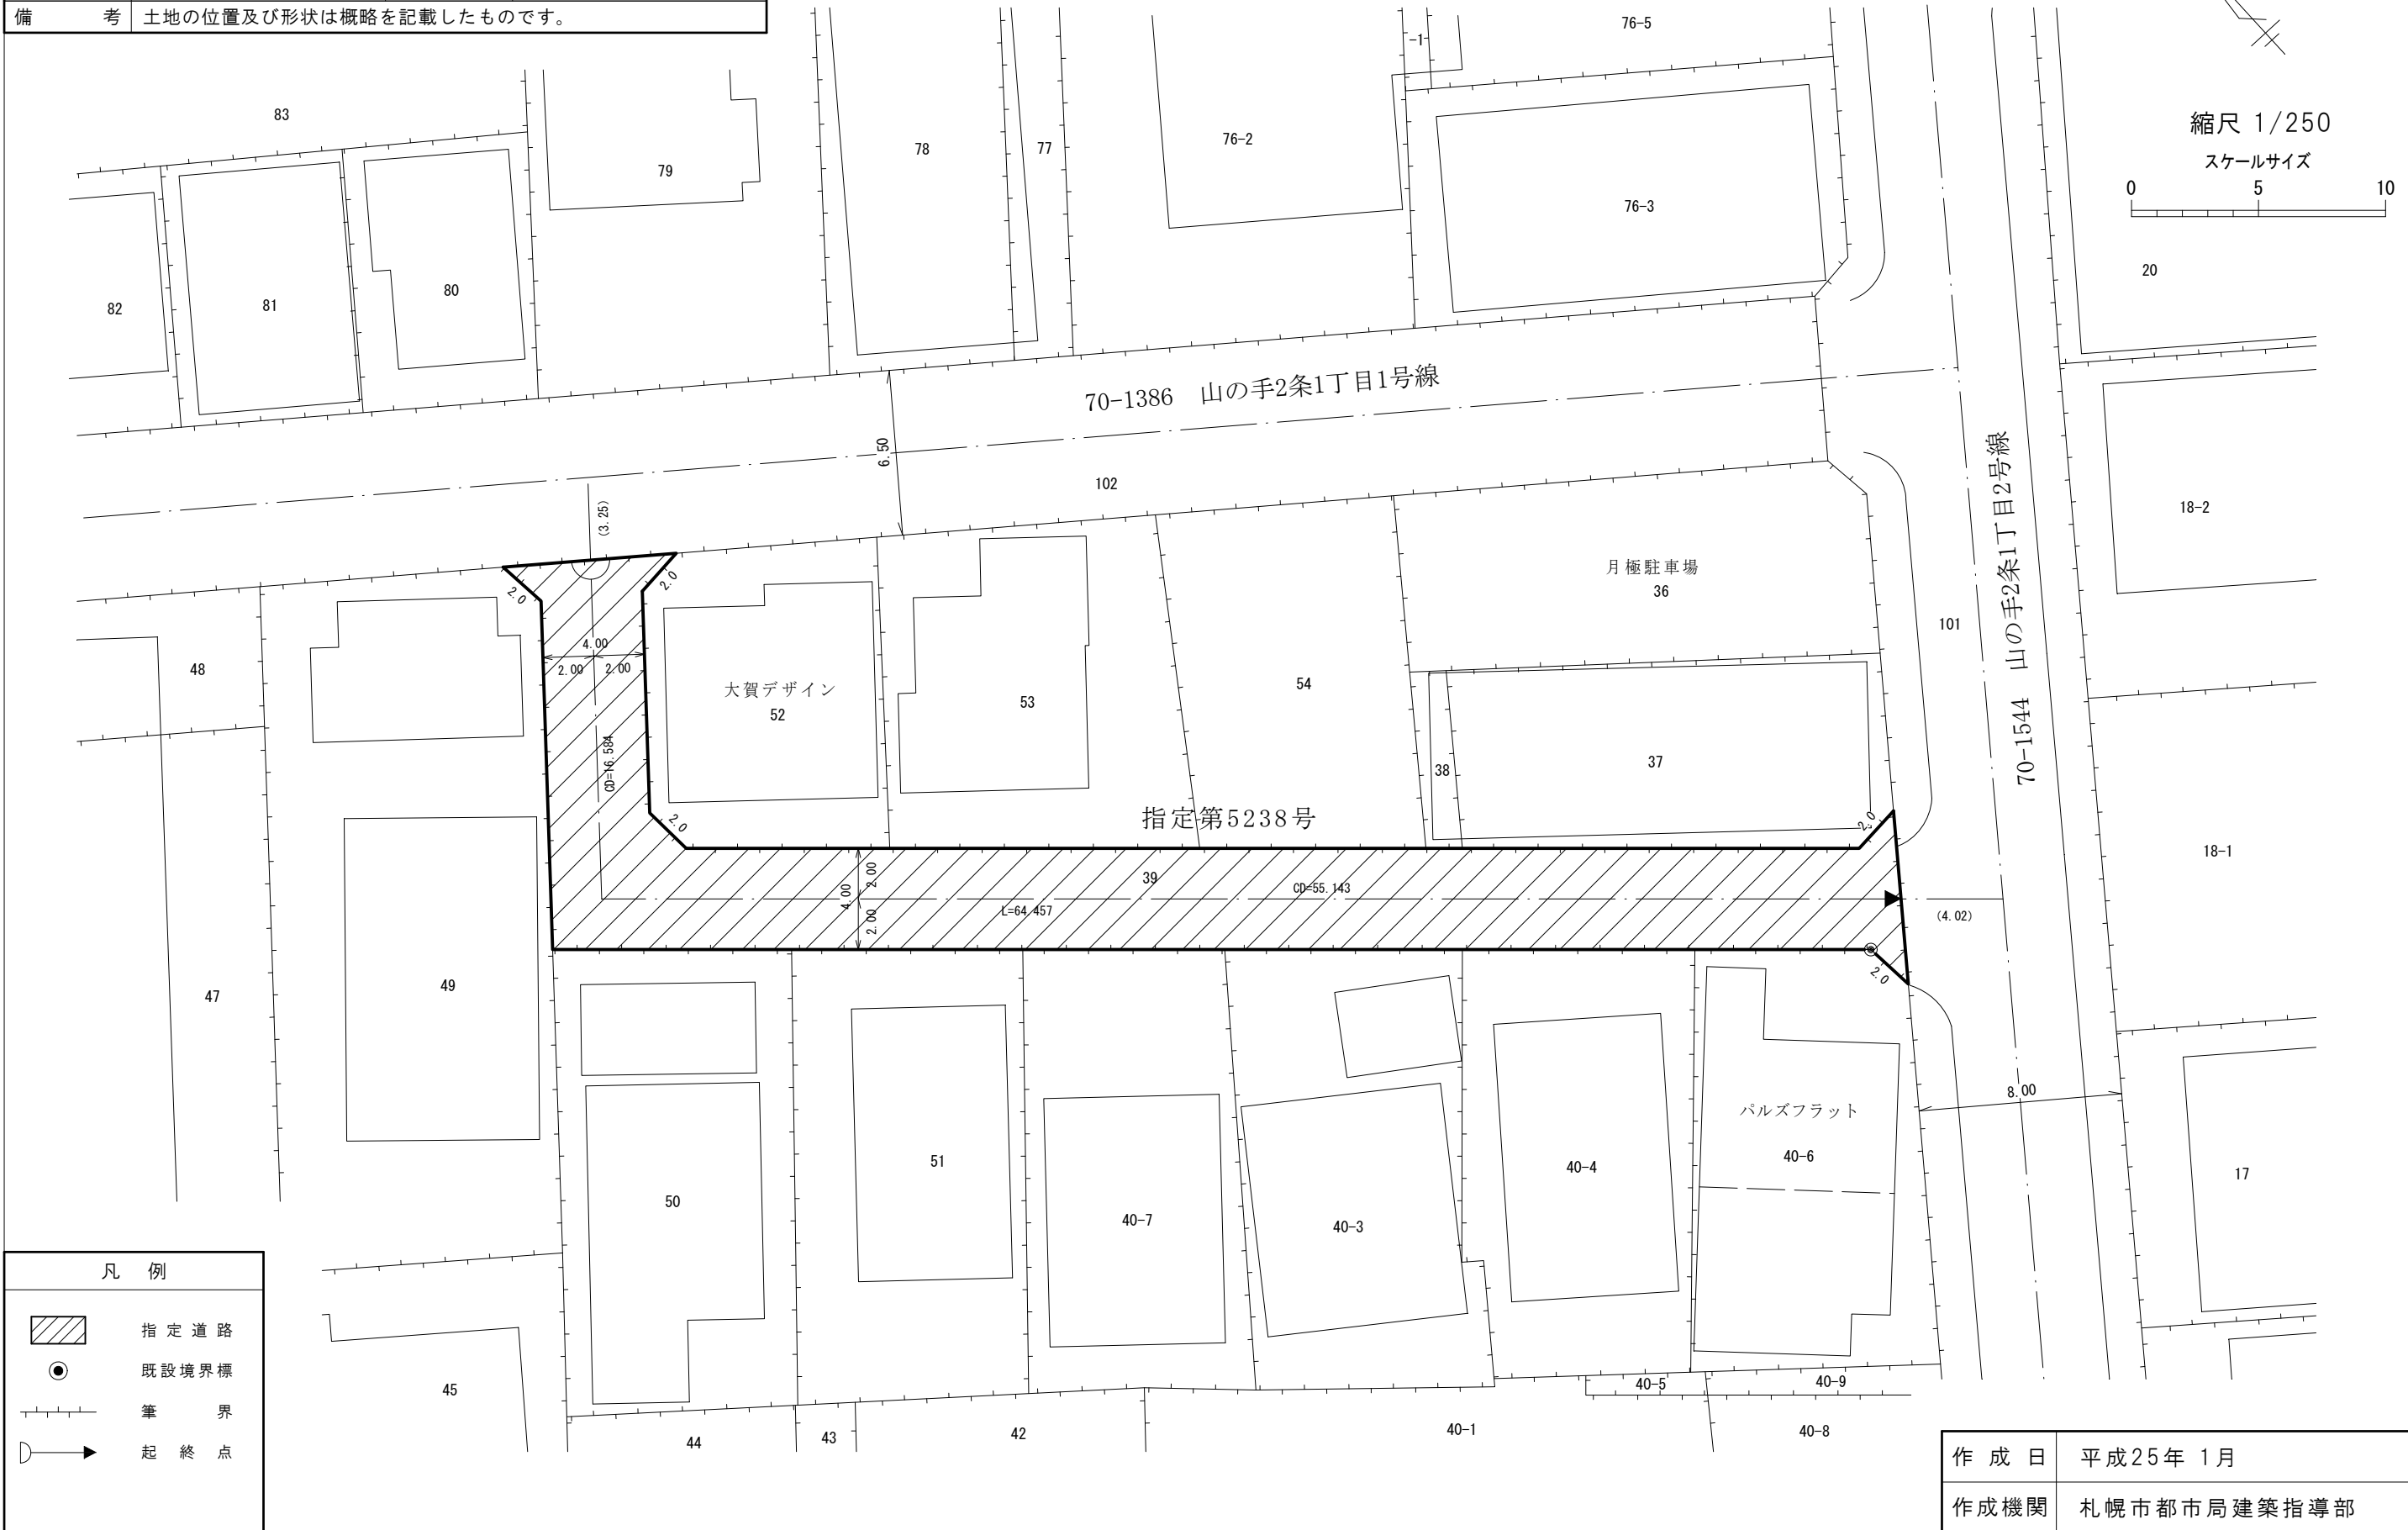 備 考 土地の位置及び形状は概略を記載したものです。
76-5
-1
縮尺 1/250
スケールサイズ
0 5 10
83
79
78
77
76-2
76-3
20
82
81
80
70-1386 山の手2条1丁目1号線
6.50
102
(3.25)
18-2
70-1544 山の手2条1丁目2号線
101
月極駐車場
36
2.0
2.0
4.00
2.00 2.00
48
大賀デザイン
52
53
54
37
38
CD=16.584
指定第5238号
2.0
2.0
18-1
39
CD=55.143
L=64.457
4.00
2.00
2.00
(4.02)
2.0
47
49
8.00
パルズフラット
40-6
50
51
40-7
40-3
40-4
17
凡 例
指定道路
既設境界標
筆 界
起終点
45
44
43
42
40-1
40-5
40-9
40-8
作成日 平成25年 1月
作成機関 札幌市都市局建築指導部